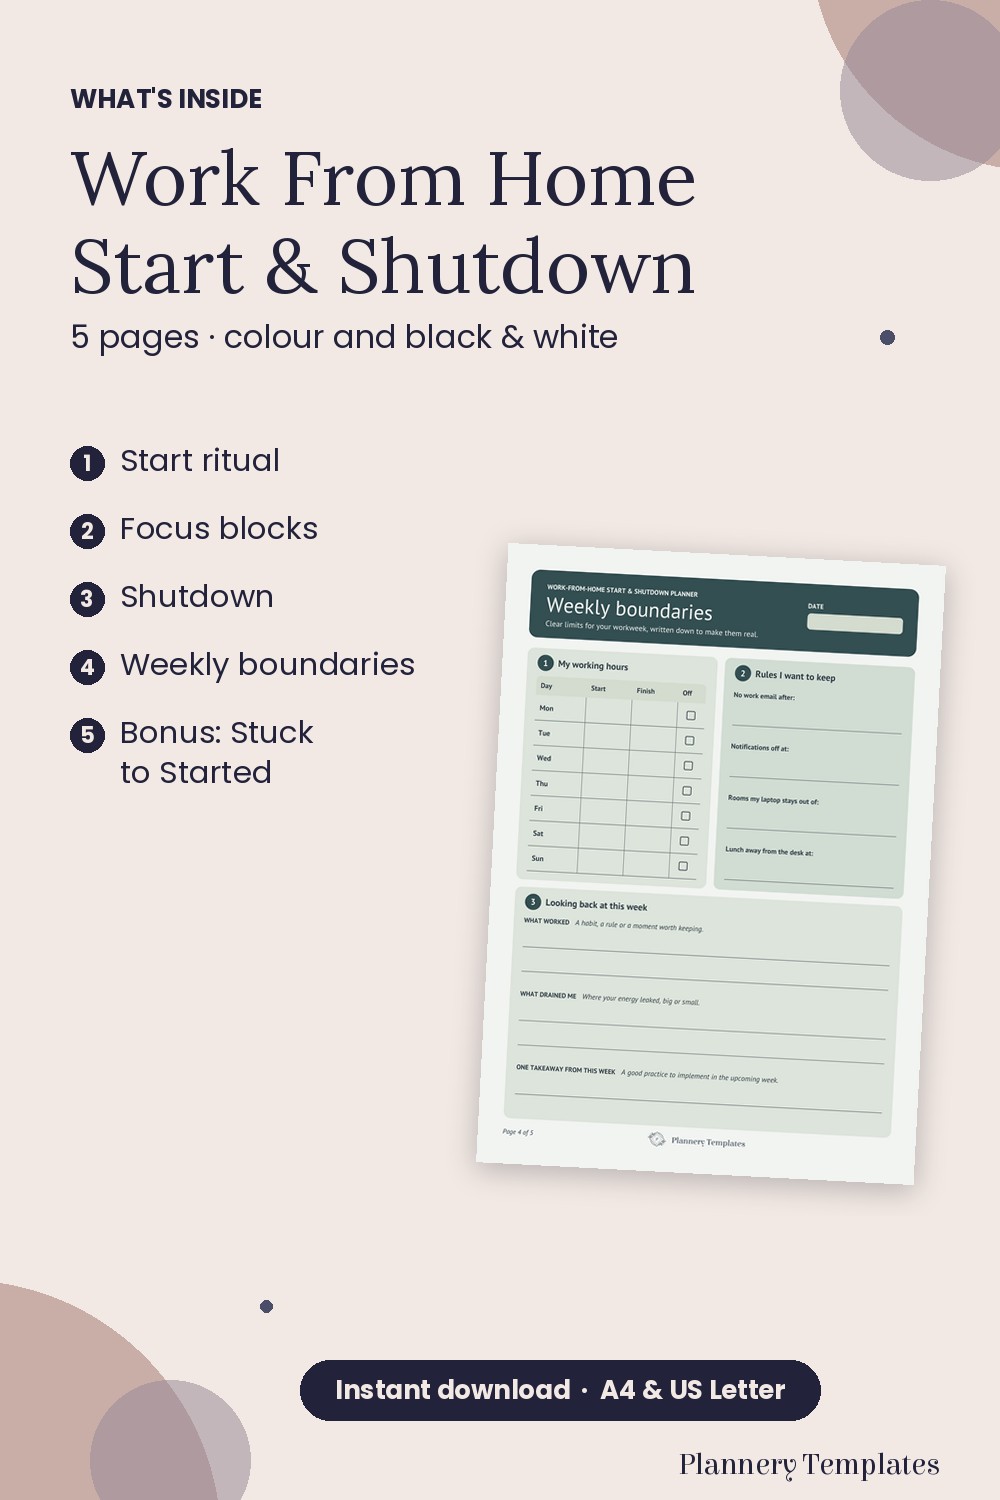 WHAT'S INSIDE
Work From Home
Start & Shutdown
5 pages · colour and black & white
1 Start ritual
2 Focus blocks
3 Shutdown
4 Weekly boundaries
5 Bonus: Stuck
to Started
WORK-FROM-HOME START & SHUTDOWN PLANNER
Weekly boundaries
Clear limits for your workweek, written down to make them real.
DATE
1 My working hours
Day Start Finish Off
Mon
Tue
Wed
Thu
Fri
Sat
Sun
2 Rules I want to keep
No work email after:
Notifications off at:
Rooms my laptop stays out of:
Lunch away from the desk at:
3 Looking back at this week
WHAT WORKED A habit, a rule or a moment worth keeping.
WHAT DRAINED ME Where your energy leaked, big or small.
ONE TAKEAWAY FROM THIS WEEK A good practice to implement in the upcoming week.
Page 4 of 5
Plannery Templates
Instant download · A4 & US Letter
Plannery Templates